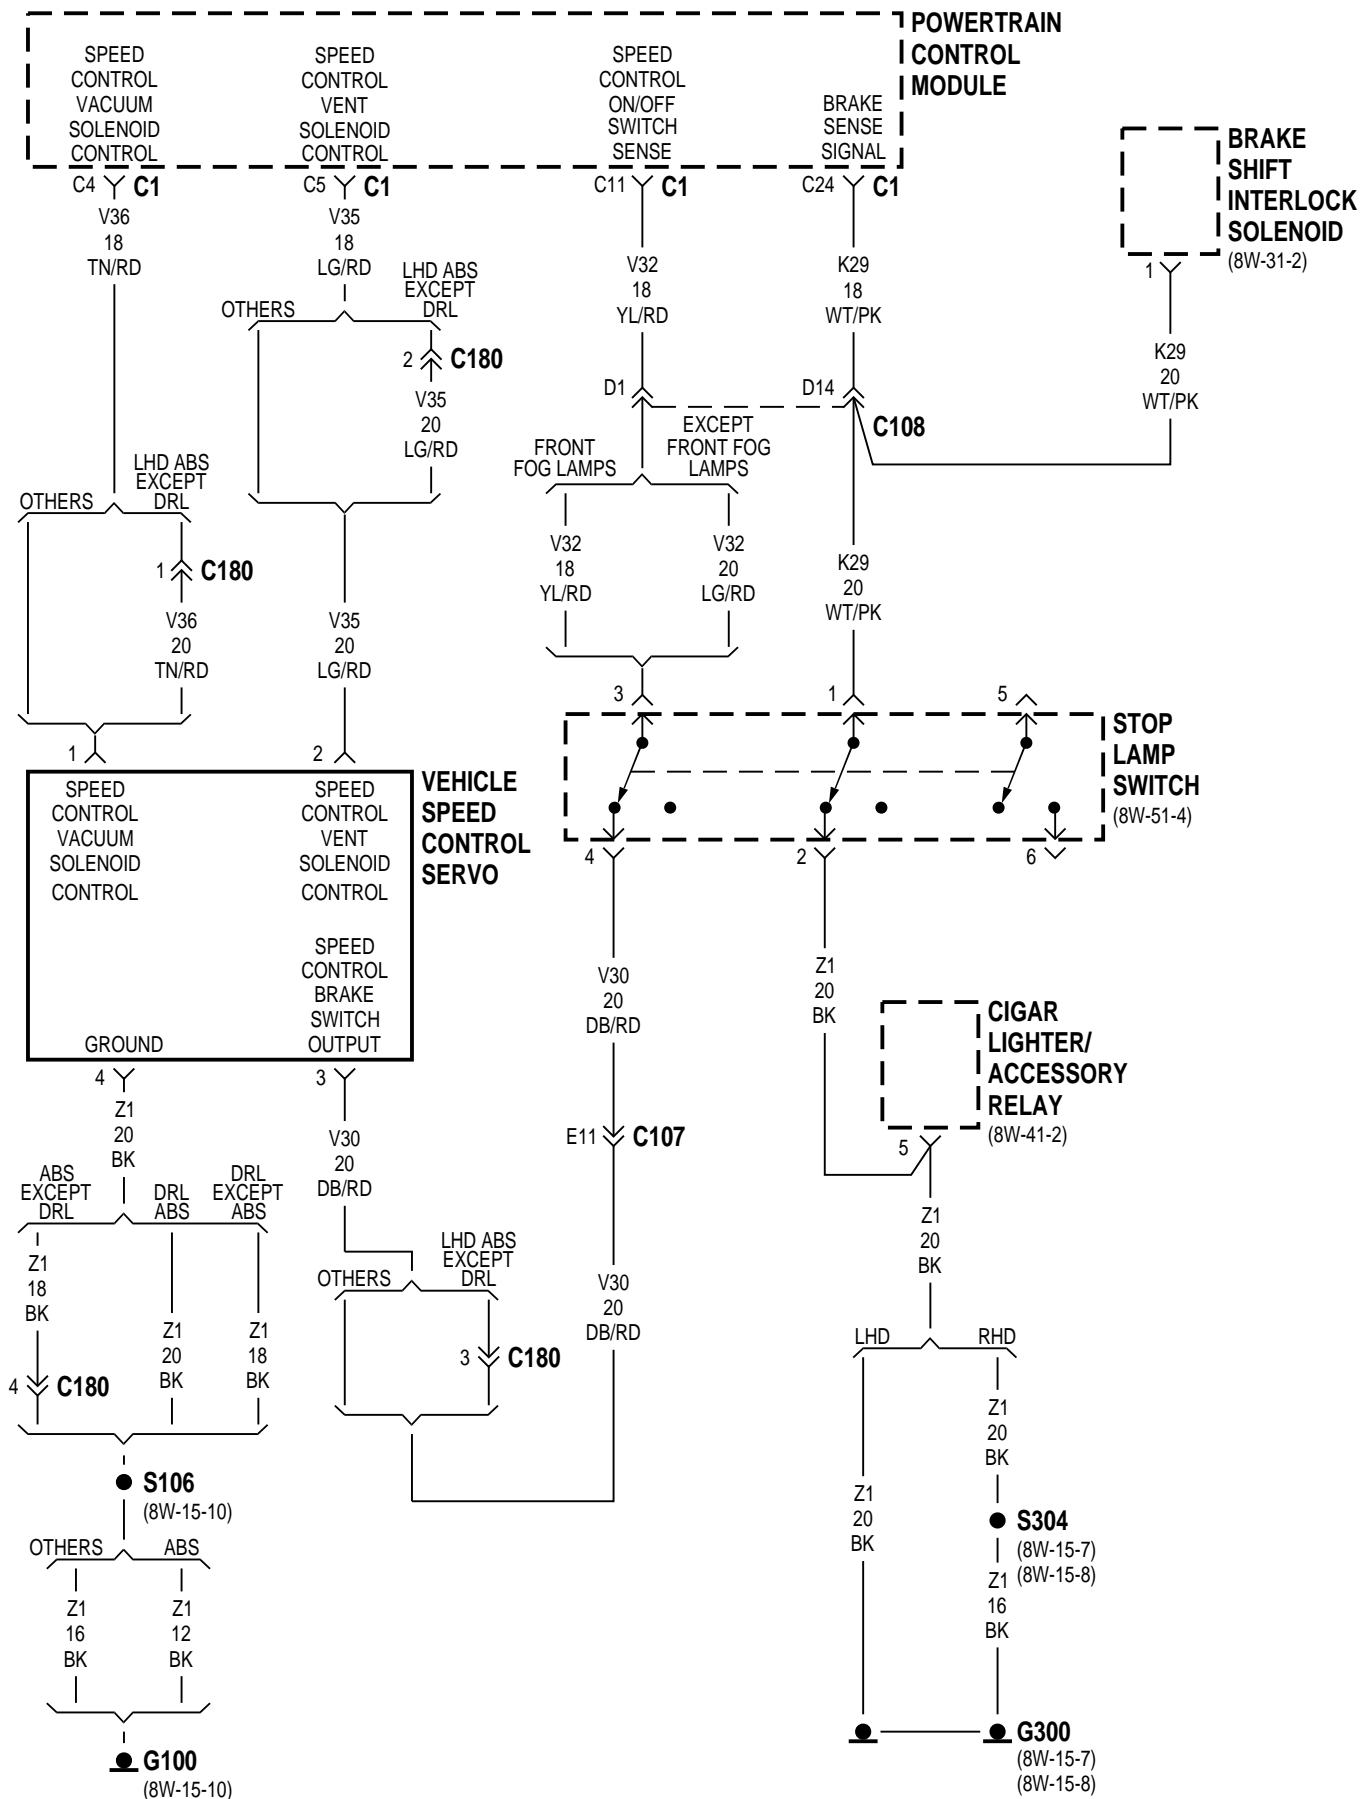 POWERTRAIN
CONTROL
MODULE
SPEED
CONTROL
VACUUM
SOLENOID
CONTROL
SPEED
CONTROL
VENT
SOLENOID
CONTROL
SPEED
CONTROL
ON/OFF
SWITCH
SENSE
BRAKE
SENSE
SIGNAL
BRAKE
SHIFT
INTERLOCK
SOLENOID
(8W-31-2)
C4 C1
C5 C1
C11 C1
C24 C1
1
V36
18
TN/RD
V35
18
LG/RD
V32
18
YL/RD
K29
18
WT/PK
K29
20
WT/PK
OTHERS
LHD ABS
EXCEPT
DRL
2 C180
V35
20
LG/RD
D1
D14
C108
FRONT
FOG LAMPS
EXCEPT
FRONT FOG
LAMPS
OTHERS
LHD ABS
EXCEPT
DRL
1 C180
V36
20
TN/RD
V35
20
LG/RD
V32
18
YL/RD
V32
20
LG/RD
K29
20
WT/PK
3
1
5
STOP
LAMP
SWITCH
(8W-51-4)
4
2
6
1
2
VEHICLE
SPEED
CONTROL
SERVO
SPEED
CONTROL
VACUUM
SOLENOID
CONTROL
SPEED
CONTROL
VENT
SOLENOID
CONTROL
SPEED
CONTROL
BRAKE
SWITCH
OUTPUT
GROUND
4
3
V30
20
DB/RD
Z1
20
BK
CIGAR
LIGHTER/
ACCESSORY
RELAY
(8W-41-2)
5
E11 C107
Z1
20
BK
V30
20
DB/RD
ABS
EXCEPT
DRL
DRL
ABS
DRL
EXCEPT
ABS
Z1
18
BK
Z1
20
BK
Z1
18
BK
4 C180
OTHERS
LHD ABS
EXCEPT
DRL
3 C180
V30
20
DB/RD
Z1
20
BK
LHD
RHD
Z1
20
BK
Z1
20
BK
S304
(8W-15-7)
(8W-15-8)
Z1
16
BK
S106
(8W-15-10)
OTHERS
ABS
Z1
16
BK
Z1
12
BK
G100
(8W-15-10)
G300
(8W-15-7)
(8W-15-8)